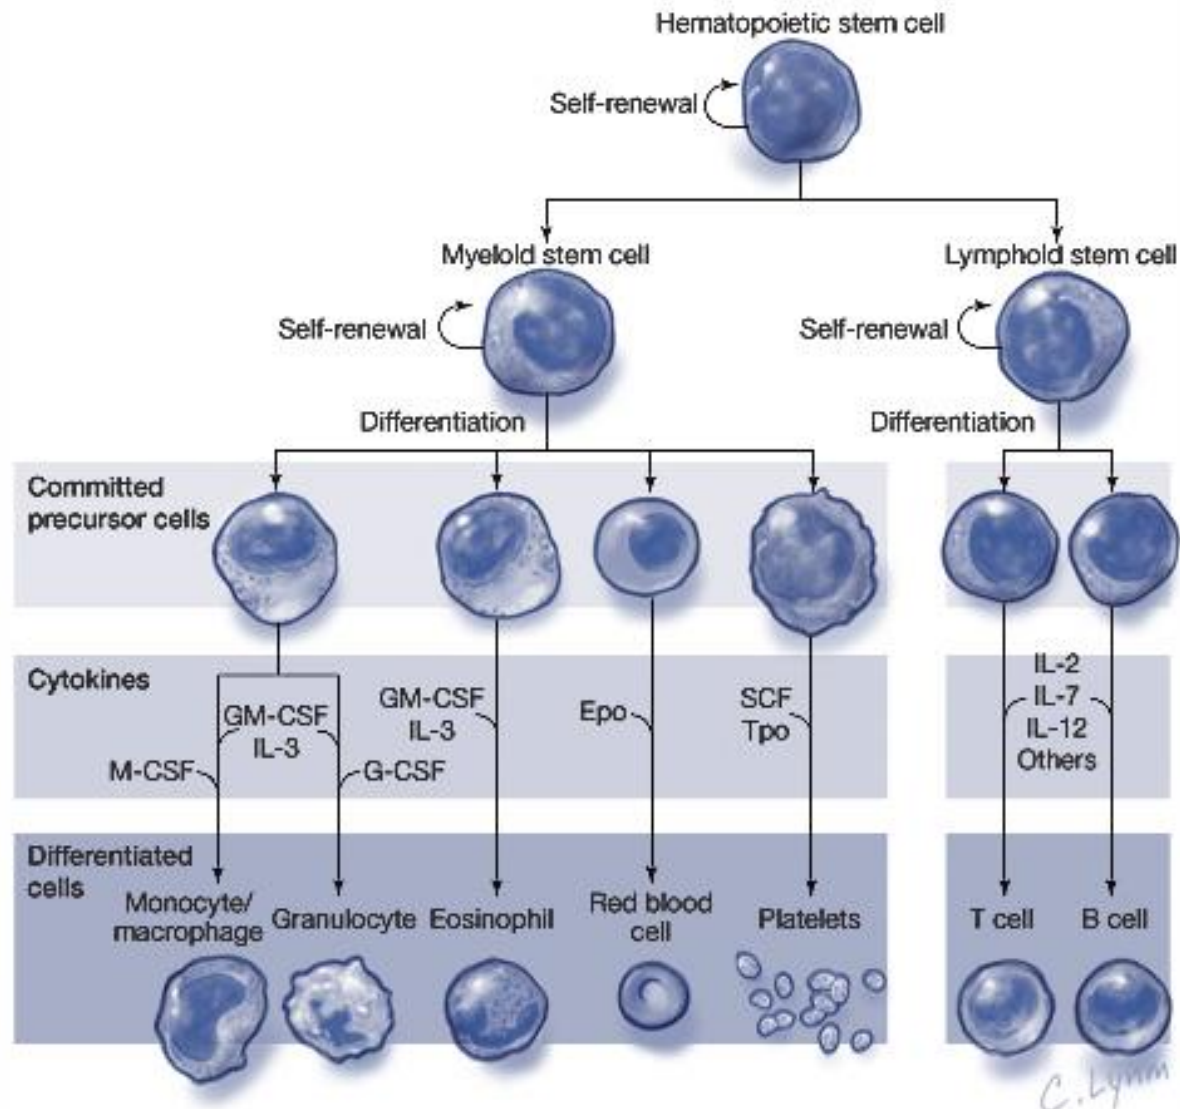 Hematopoietic stem cell
Self-renewal
Myeloid stem cell
Lymphoid stem cell
Self-renewal
Self-renewal
Differentiation
Differentiation
Committed
precursor cells
Cytokines
GM-CSF
IL-3
M-CSF
G-CSF
GM-CSF
IL-3
Epo
SCF
Tpo
IL-2
IL-7
IL-12
Others
Differentiated
cells
Monocyte/
macrophage
Granulocyte
Eosinophil
Red blood
cell
Platelets
T cell
B cell
C. Lynm